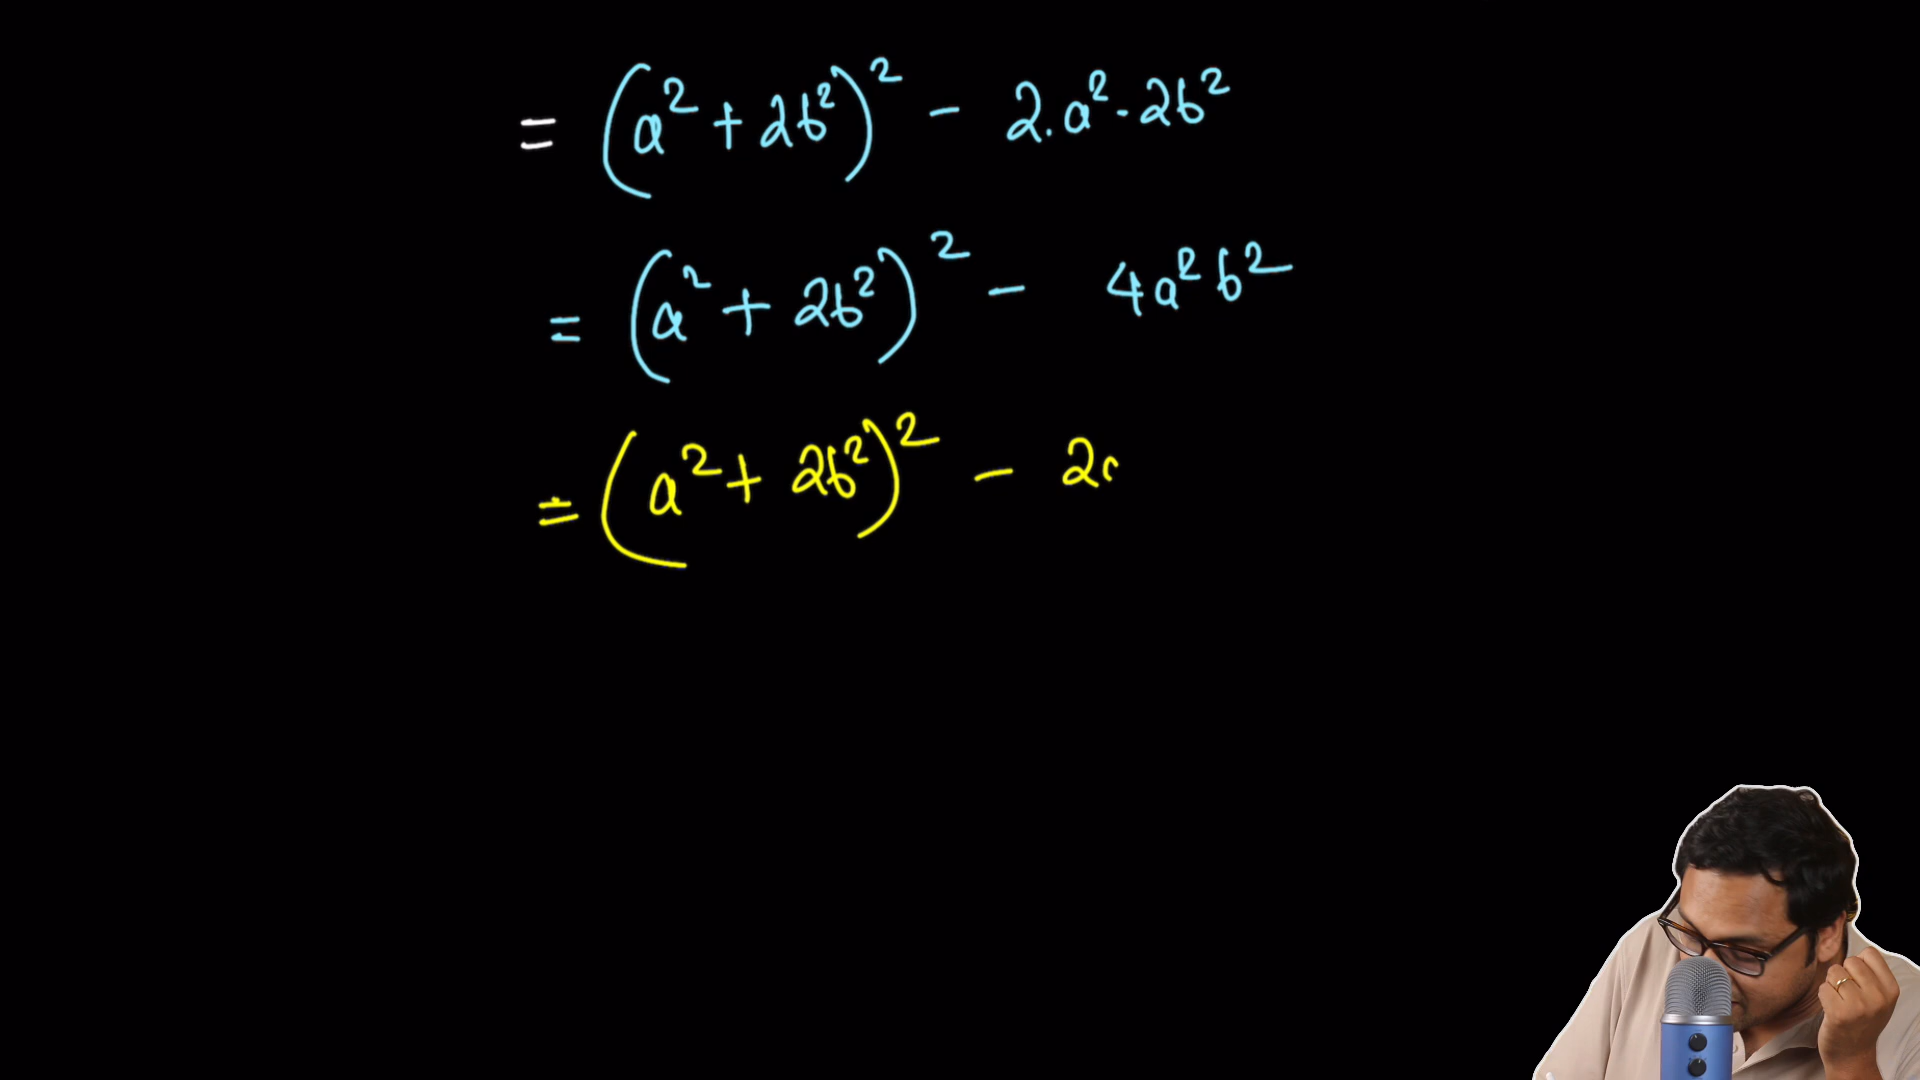 = (a² + 2b²)² - 2.a².2b²
= (a² + 2b²)² - 4a²b²
= (a² + 2b²)² - 2